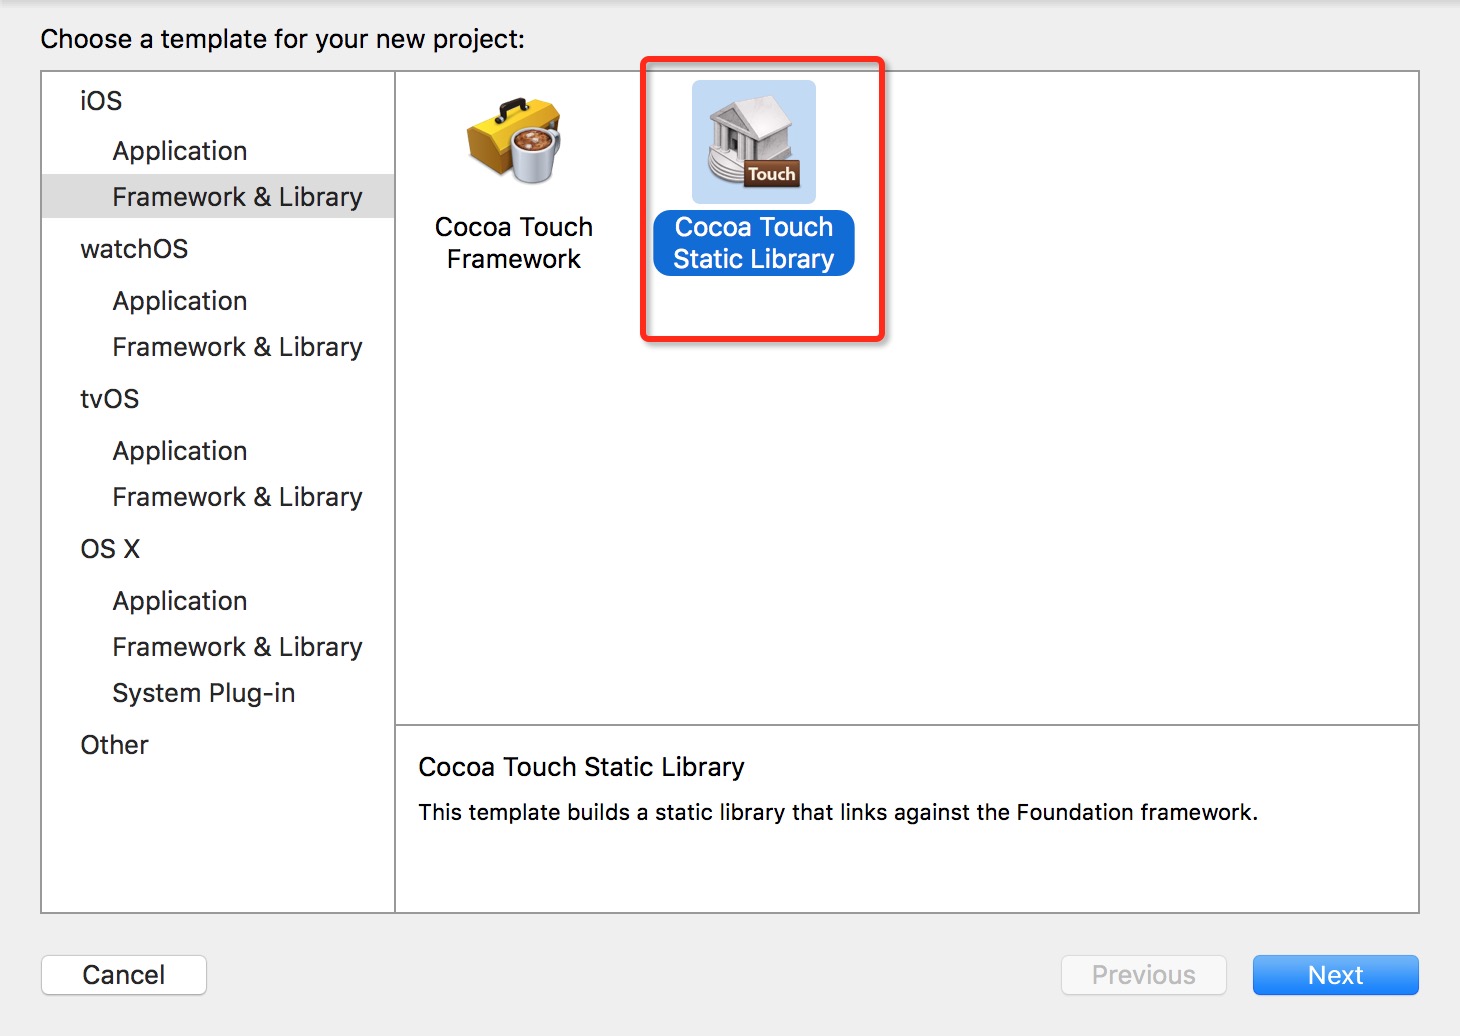 Choose a template for your new project:
iOS
Application
Framework & Library
watchOS
Application
Framework & Library
tvOS
Application
Framework & Library
OS X
Application
Framework & Library
System Plug-in
Other
Cocoa Touch
Framework
Touch
Cocoa Touch
Static Library
Cocoa Touch Static Library
This template builds a static library that links against the Foundation framework.
Cancel
Previous
Next